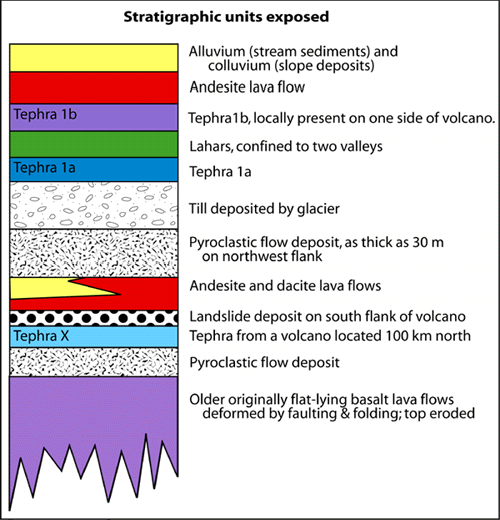 Stratigraphic units exposed
Alluvium (stream sediments) and
colluvium (slope deposits)
Andesite lava flow
Tephra 1b
Tephra1b, locally present on one side of volcano.
Lahars, confined to two valleys
Tephra 1a
Tephra 1a
Till deposited by glacier
Pyroclastic flow deposit, as thick as 30 m
on northwest flank
Andesite and dacite lava flows
Landslide deposit on south flank of volcano
Tephra X
Tephra from a volcano located 100 km north
Pyroclastic flow deposit
Older originally flat-lying basalt lava flows
deformed by faulting & folding; top eroded